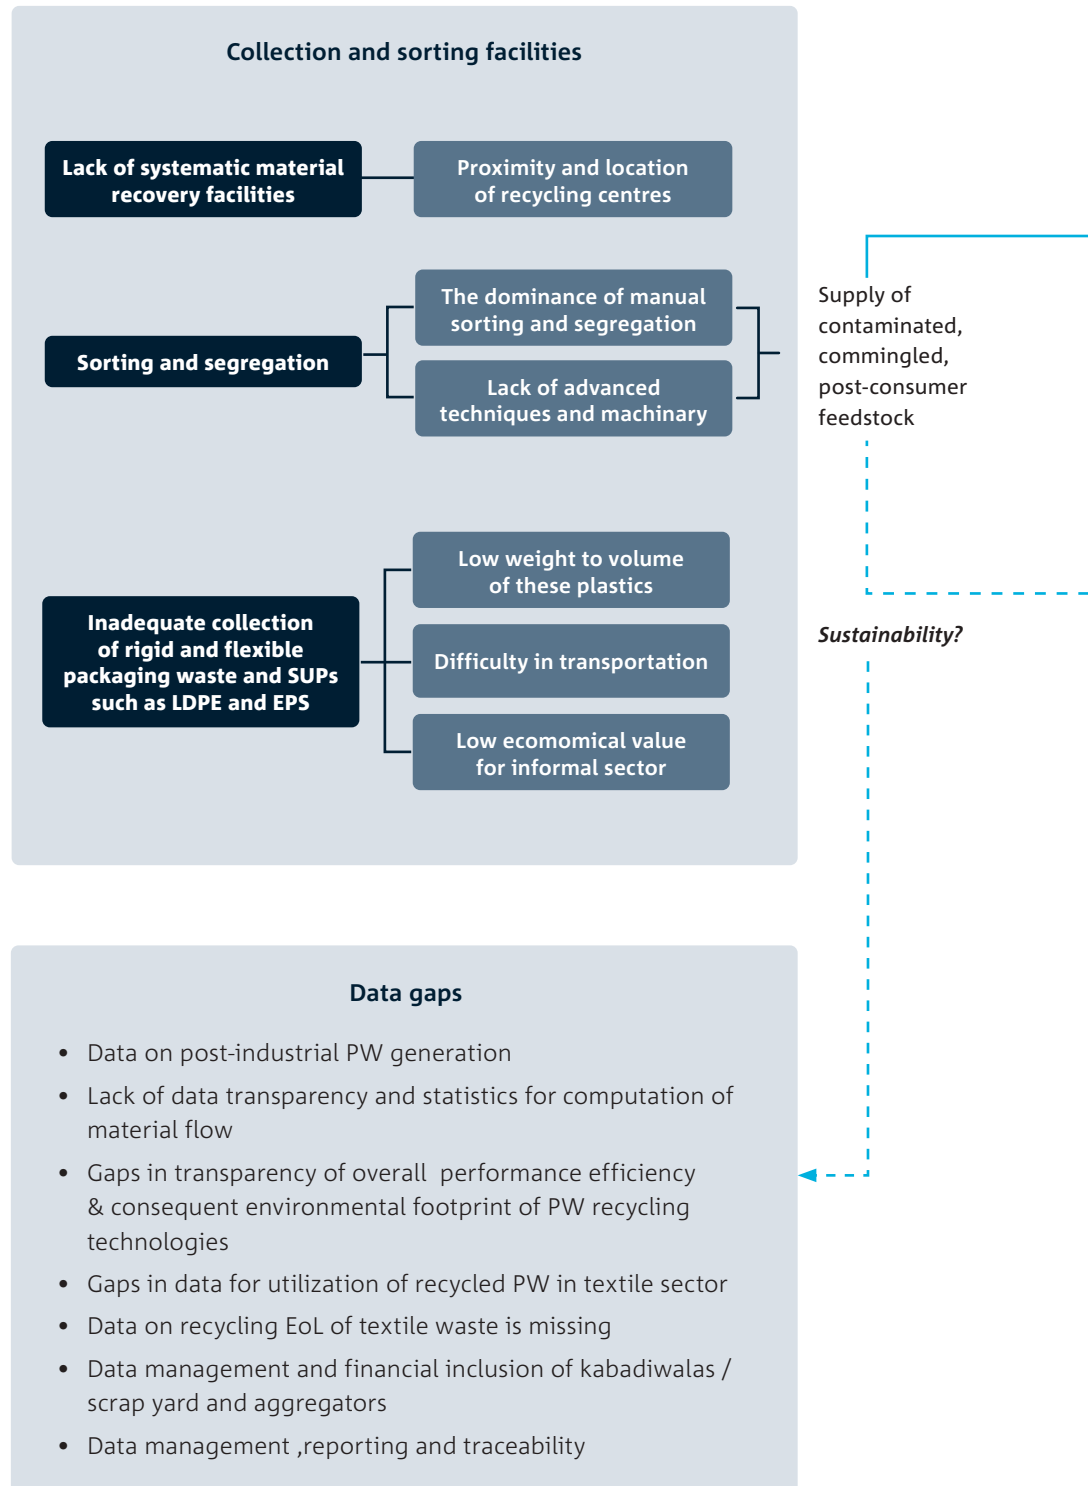 Collection and sorting facilities
Lack of systematic material
recovery facilities
Proximity and location
of recycling centres
Sorting and segregation
The dominance of manual
sorting and segregation
Lack of advanced
techniques and machinary
Supply of
contaminated,
commingled,
post-consumer
feedstock
Inadequate collection
of rigid and flexible
packaging waste and SUPs
such as LDPE and EPS
Low weight to volume
of these plastics
Difficulty in transportation
Low ecomomical value
for informal sector
Sustainability?
Data gaps
• Data on post-industrial PW generation
• Lack of data transparency and statistics for computation of
material flow
• Gaps in transparency of overall performance efficiency
& consequent environmental footprint of PW recycling
technologies
• Gaps in data for utilization of recycled PW in textile sector
• Data on recycling EoL of textile waste is missing
• Data management and financial inclusion of kabadiwalas /
scrap yard and aggregators
• Data management ,reporting and traceability